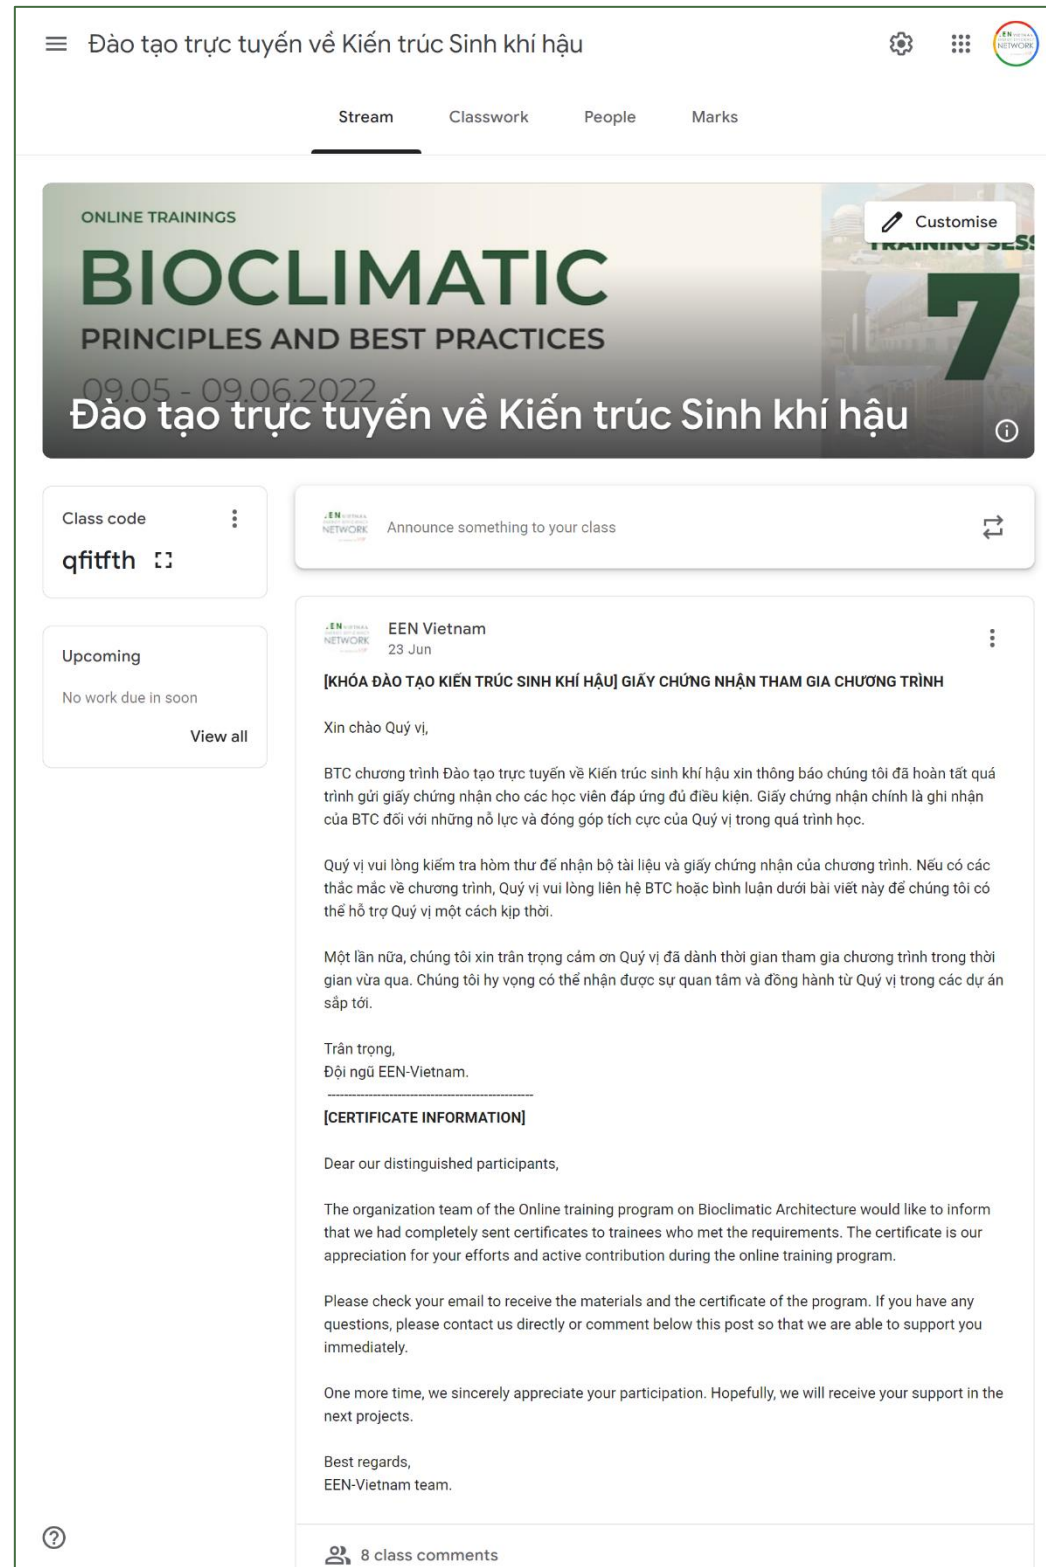 Đào tạo trực tuyến về Kiến trúc Sinh khí hậu
Stream
Classwork
People
Marks
ONLINE TRAININGS
BIOCLIMATIC
PRINCIPLES AND BEST PRACTICES
09.05 - 09.06.2022
Customise
TRAINING SESS
7
Đào tạo trực tuyến về Kiến trúc Sinh khí hậu
Class code
qfitfth
Upcoming
No work due in soon
View all
Announce something to your class
EEN Vietnam
23 Jun
[KHÓA ĐÀO TẠO KIẾN TRÚC SINH KHÍ HẬU] GIẤY CHỨNG NHẬN THAM GIA CHƯƠNG TRÌNH
Xin chào Quý vị,
BTC chương trình Đào tạo trực tuyến về Kiến trúc sinh khí hậu xin thông báo chúng tôi đã hoàn tất quá
trình gửi giấy chứng nhận cho các học viên đáp ứng đủ điều kiện. Giấy chứng nhận chính là ghi nhận
của BTC đối với những nỗ lực và đóng góp tích cực của Quý vị trong quá trình học.
Quý vị vui lòng kiểm tra hòm thư để nhận bộ tài liệu và giấy chứng nhận của chương trình. Nếu có các
thắc mắc về chương trình, Quý vị vui lòng liên hệ BTC hoặc bình luận dưới bài viết này để chúng tôi có
thể hỗ trợ Quý vị một cách kịp thời.
Một lần nữa, chúng tôi xin trân trọng cảm ơn Quý vị đã dành thời gian tham gia chương trình trong thời
gian vừa qua. Chúng tôi hy vọng có thể nhận được sự quan tâm và đồng hành từ Quý vị trong các dự án
sắp tới.
Trân trọng,
Đội ngũ EEN-Vietnam.
--------------------------------------------------
[CERTIFICATE INFORMATION]
Dear our distinguished participants,
The organization team of the Online training program on Bioclimatic Architecture would like to inform
that we had completely sent certificates to trainees who met the requirements. The certificate is our
appreciation for your efforts and active contribution during the online training program.
Please check your email to receive the materials and the certificate of the program. If you have any
questions, please contact us directly or comment below this post so that we are able to support you
immediately.
One more time, we sincerely appreciate your participation. Hopefully, we will receive your support in the
next projects.
Best regards,
EEN-Vietnam team.
8 class comments